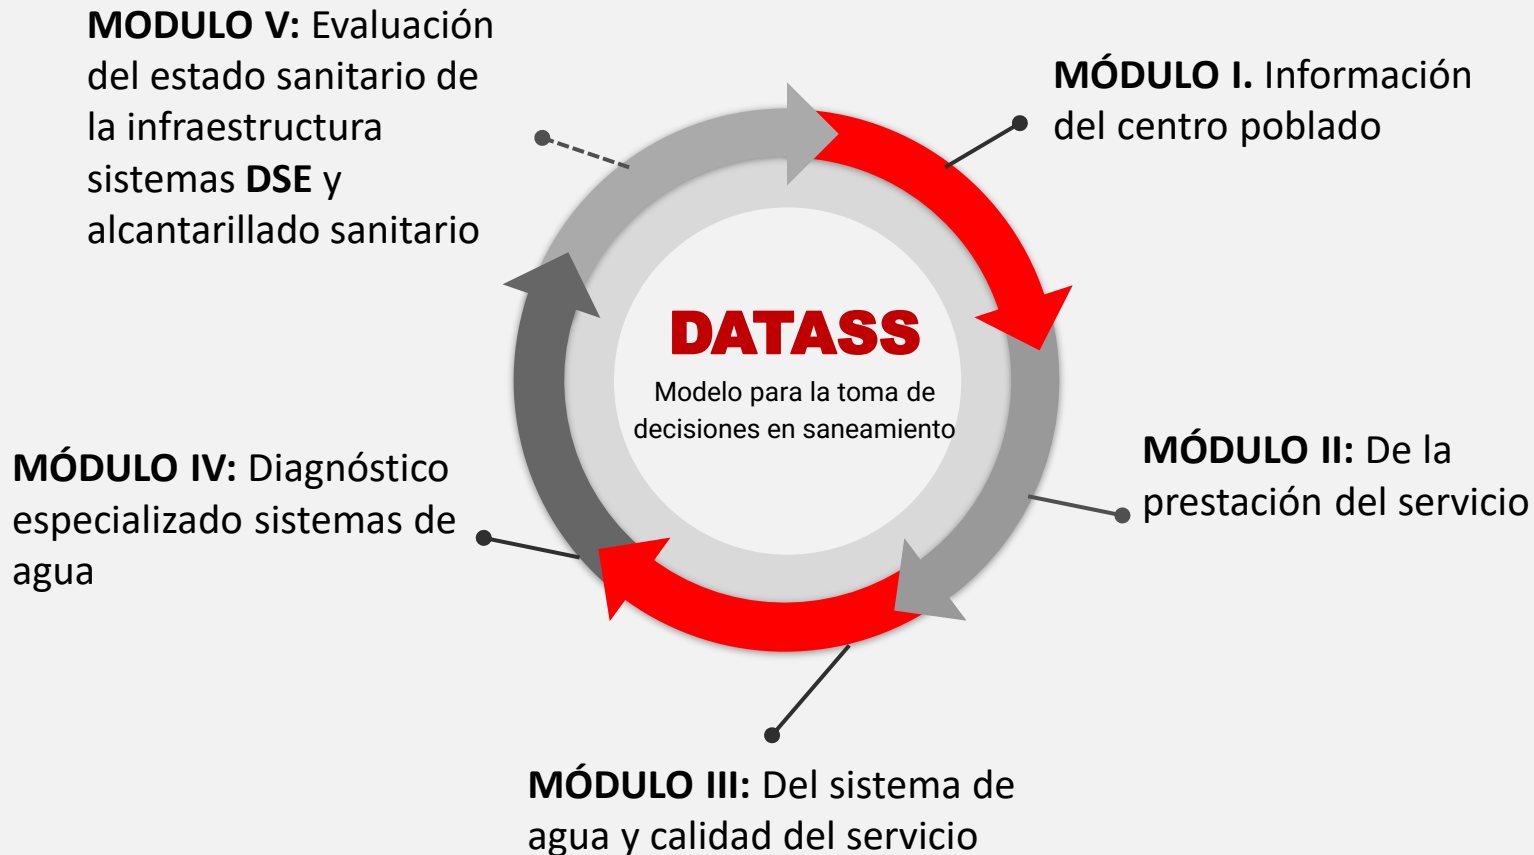 MODULO V: Evaluación
del estado sanitario de
la infraestructura
sistemas DSE y
alcantarillado sanitario
MÓDULO I. Información
del centro poblado
DATASS
Modelo para la toma de
decisiones en saneamiento
MÓDULO II: De la
prestación del servicio
MÓDULO IV: Diagnóstico
especializado sistemas de
agua
MÓDULO III: Del sistema de
agua y calidad del servicio